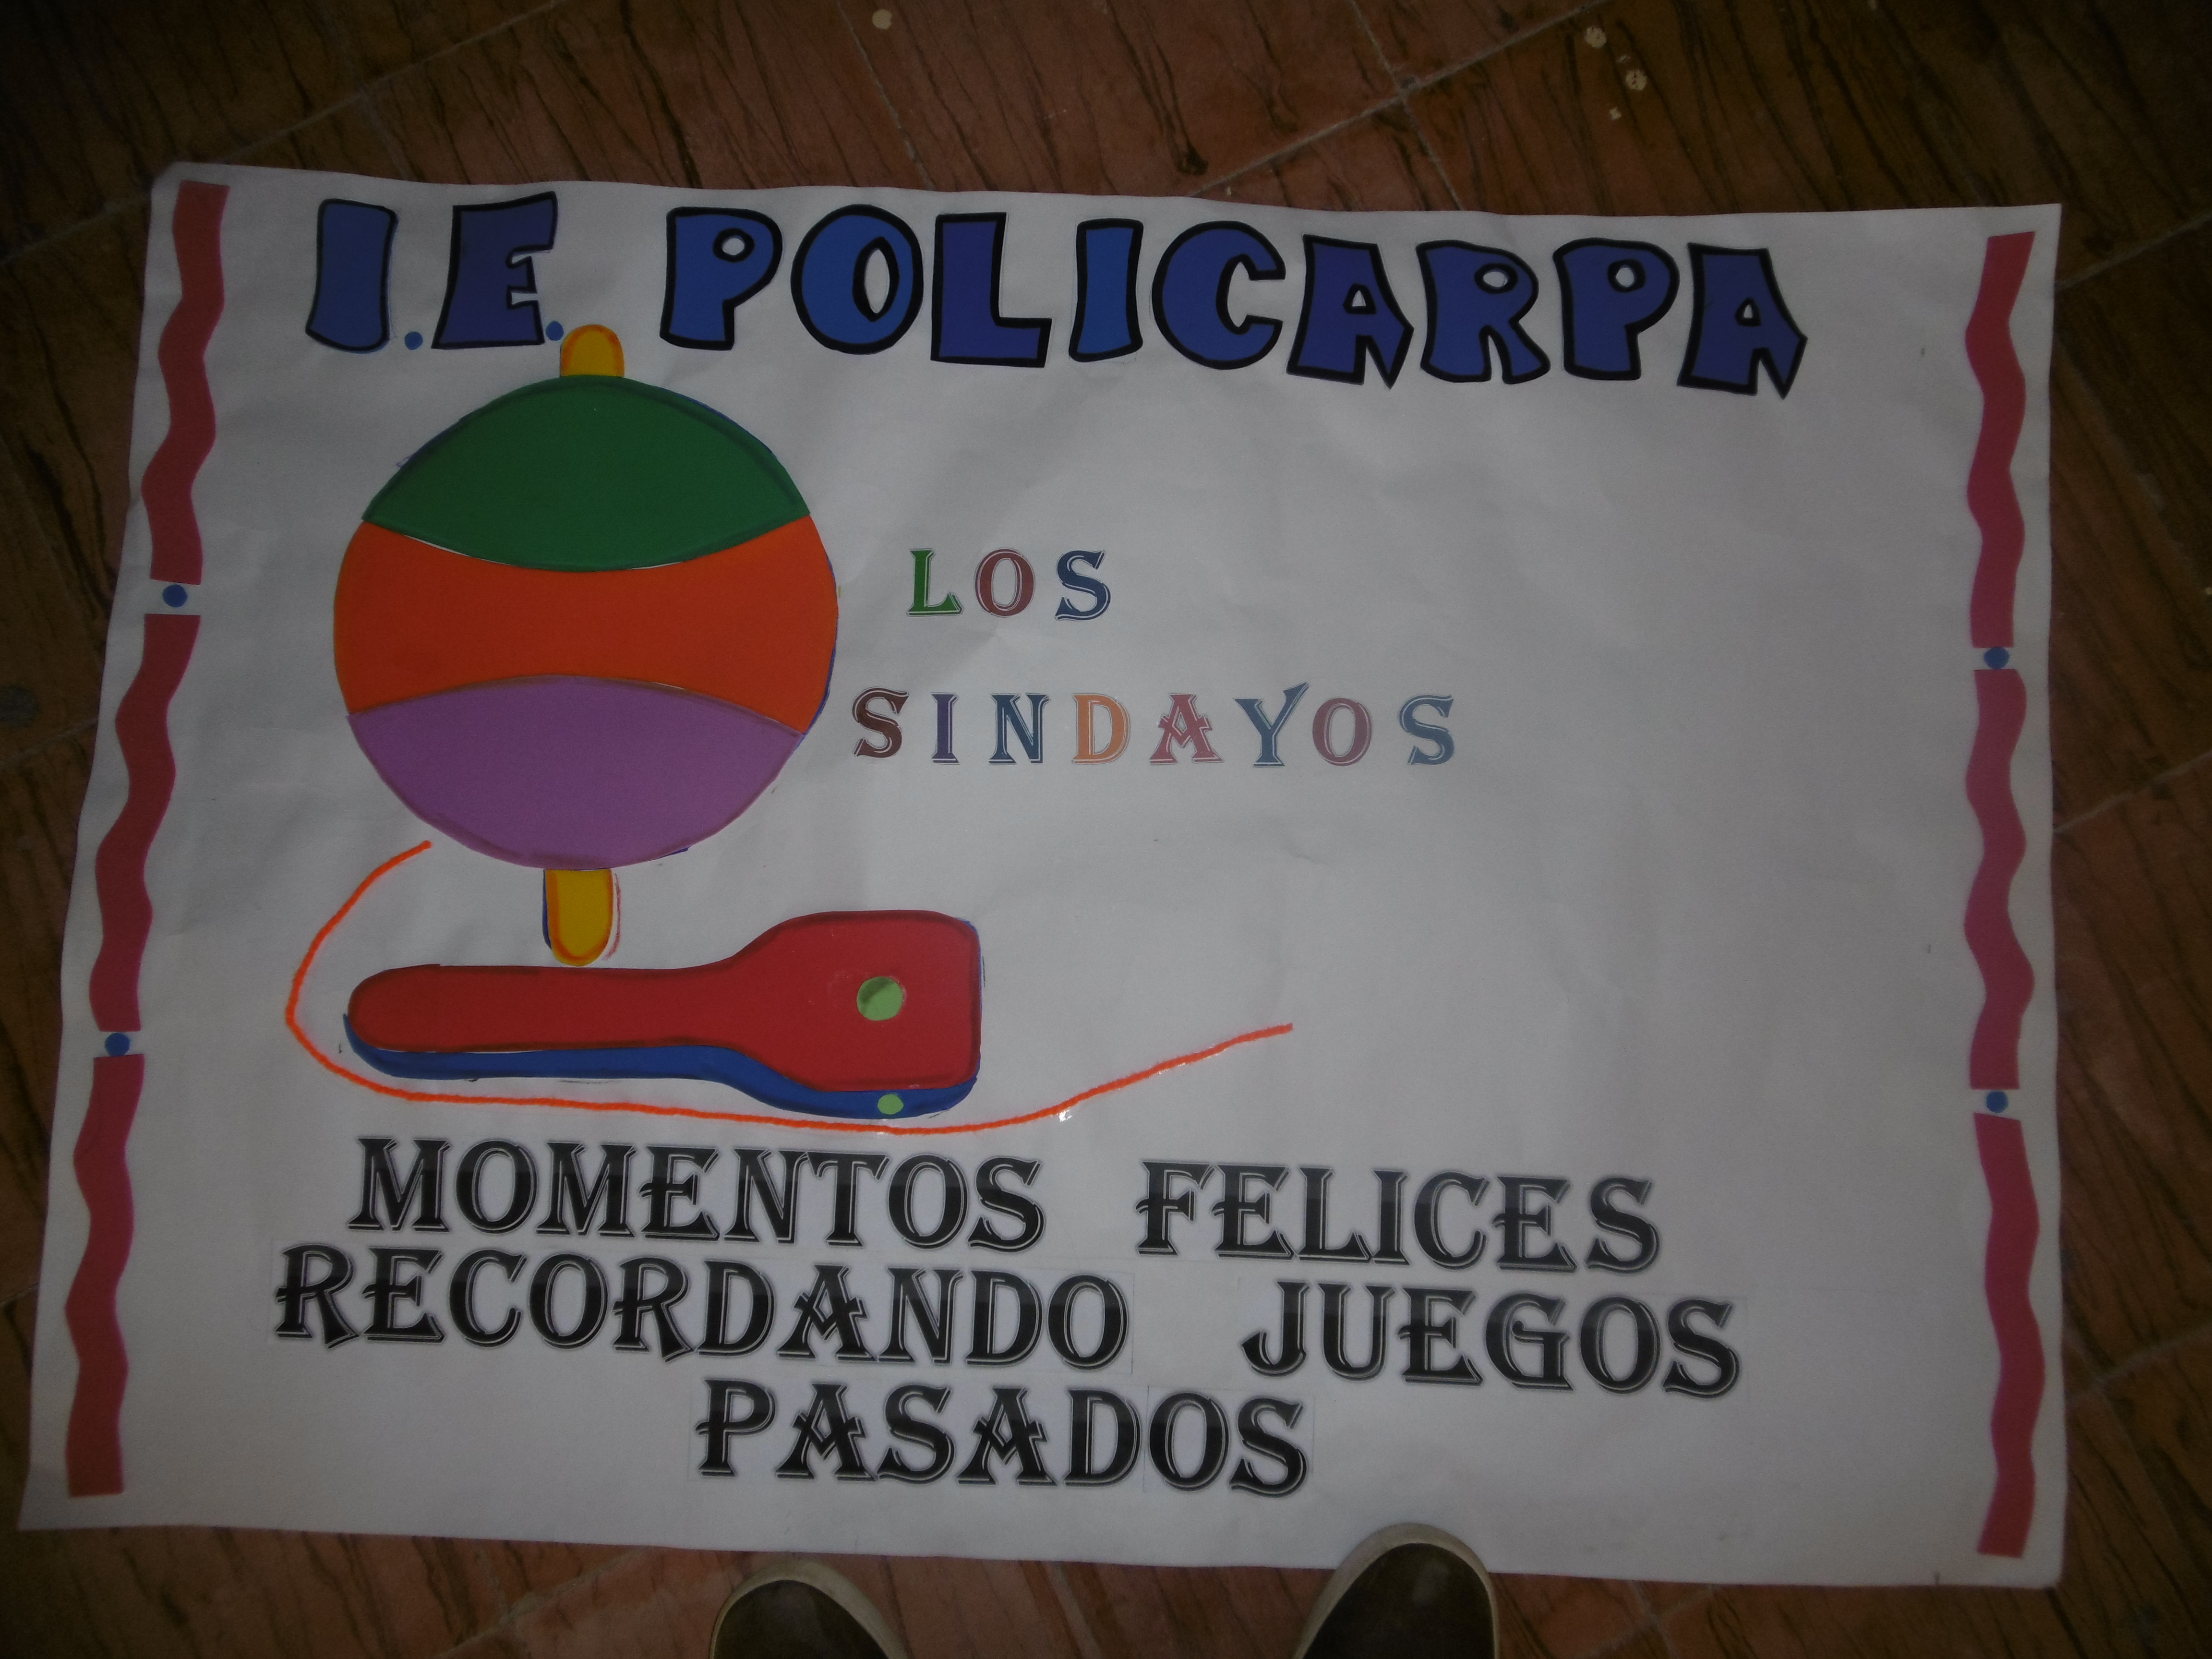 I.E. POLICARPA
LOS
SINDAYOS
MOMENTOS FELICES
RECORDANDO JUEGOS
PASADOS